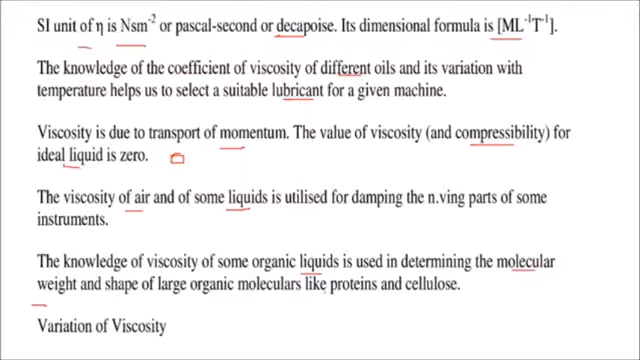 SI unit of η is Nsm⁻² or pascal-second or decapoise. Its dimensional formula is [ML⁻¹T⁻¹].
The knowledge of the coefficient of viscosity of different oils and its variation with
temperature helps us to select a suitable lubricant for a given machine.
Viscosity is due to transport of momentum. The value of viscosity (and compressibility) for
ideal liquid is zero.
The viscosity of air and of some liquids is utilised for damping the n.ving parts of some
instruments.
The knowledge of viscosity of some organic liquids is used in determining the molecular
weight and shape of large organic moleculars like proteins and cellulose.
Variation of Viscosity